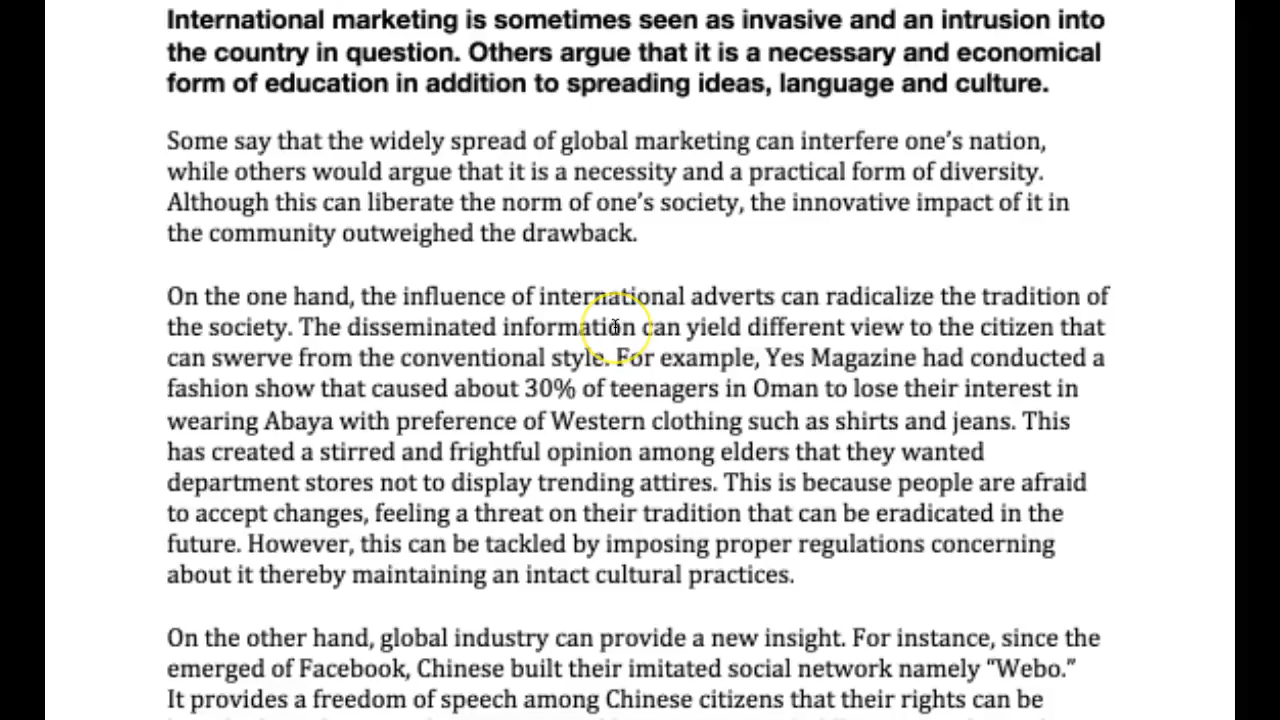 International marketing is sometimes seen as invasive and an intrusion into
the country in question. Others argue that it is a necessary and economical
form of education in addition to spreading ideas, language and culture.
Some say that the widely spread of global marketing can interfere one’s nation,
while others would argue that it is a necessity and a practical form of diversity.
Although this can liberate the norm of one’s society, the innovative impact of it in
the community outweighed the drawback.
On the one hand, the influence of international adverts can radicalize the tradition of
the society. The disseminated information can yield different view to the citizen that
can swerve from the conventional style. For example, Yes Magazine had conducted a
fashion show that caused about 30% of teenagers in Oman to lose their interest in
wearing Abaya with preference of Western clothing such as shirts and jeans. This
has created a stirred and frightful opinion among elders that they wanted
department stores not to display trending attires. This is because people are afraid
to accept changes, feeling a threat on their tradition that can be eradicated in the
future. However, this can be tackled by imposing proper regulations concerning
about it thereby maintaining an intact cultural practices.
On the other hand, global industry can provide a new insight. For instance, since the
emerged of Facebook, Chinese built their imitated social network namely “Webo.”
It provides a freedom of speech among Chinese citizens that their rights can be